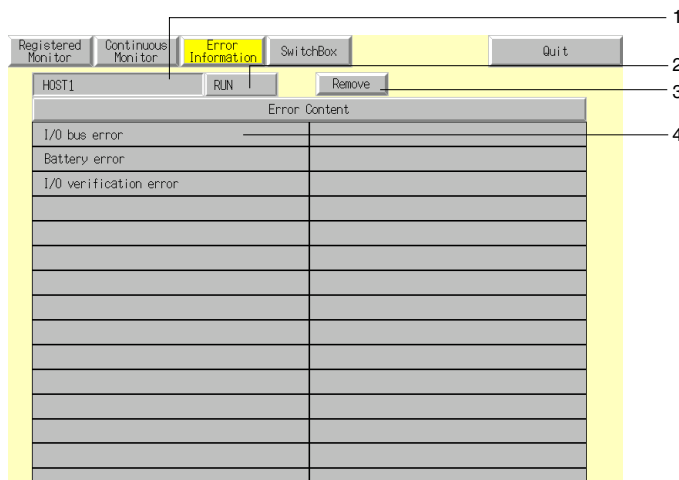 1
Registered Monitor Continuous Monitor Error Information SwitchBox Quit
2
HOST1 RUN Remove
3
Error Content
I/O bus error
4
Battery error
I/O verification error